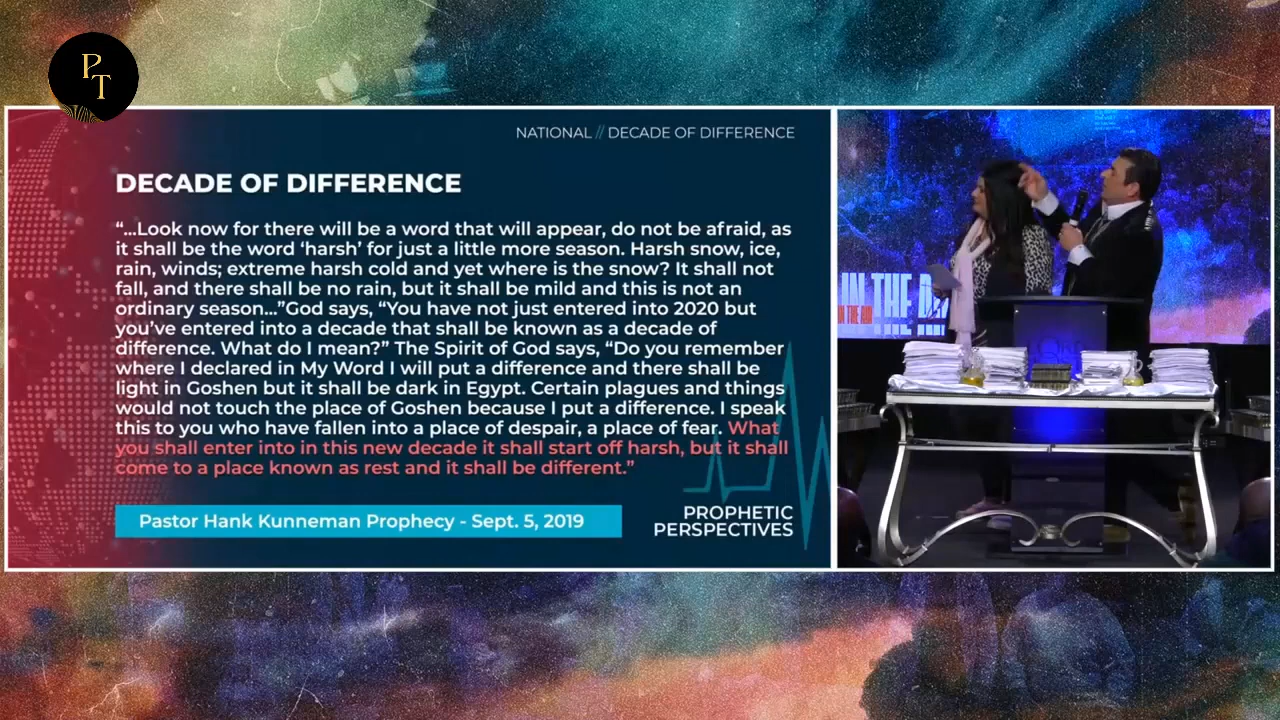 P
T
NATIONAL // DECADE OF DIFFERENCE
DECADE OF DIFFERENCE
“...Look now for there will be a word that will appear, do not be afraid, as
it shall be the word ‘harsh’ for just a little more season. Harsh snow, ice,
rain, winds; extreme harsh cold and yet where is the snow? It shall not
fall, and there shall be no rain, but it shall be mild and this is not an
ordinary season...”God says, “You have not just entered into 2020 but
you’ve entered into a decade that shall be known as a decade of
difference. What do I mean?” The Spirit of God says, “Do you remember
where I declared in My Word I will put a difference and there shall be
light in Goshen but it shall be dark in Egypt. Certain plagues and things
would not touch the place of Goshen because I put a difference. I speak
this to you who have fallen into a place of despair, a place of fear. What
you shall enter into in this new decade it shall start off harsh, but it shall
come to a place known as rest and it shall be different.”
Pastor Hank Kunneman Prophecy - Sept. 5, 2019
PROPHETIC
PERSPECTIVES
IN THE